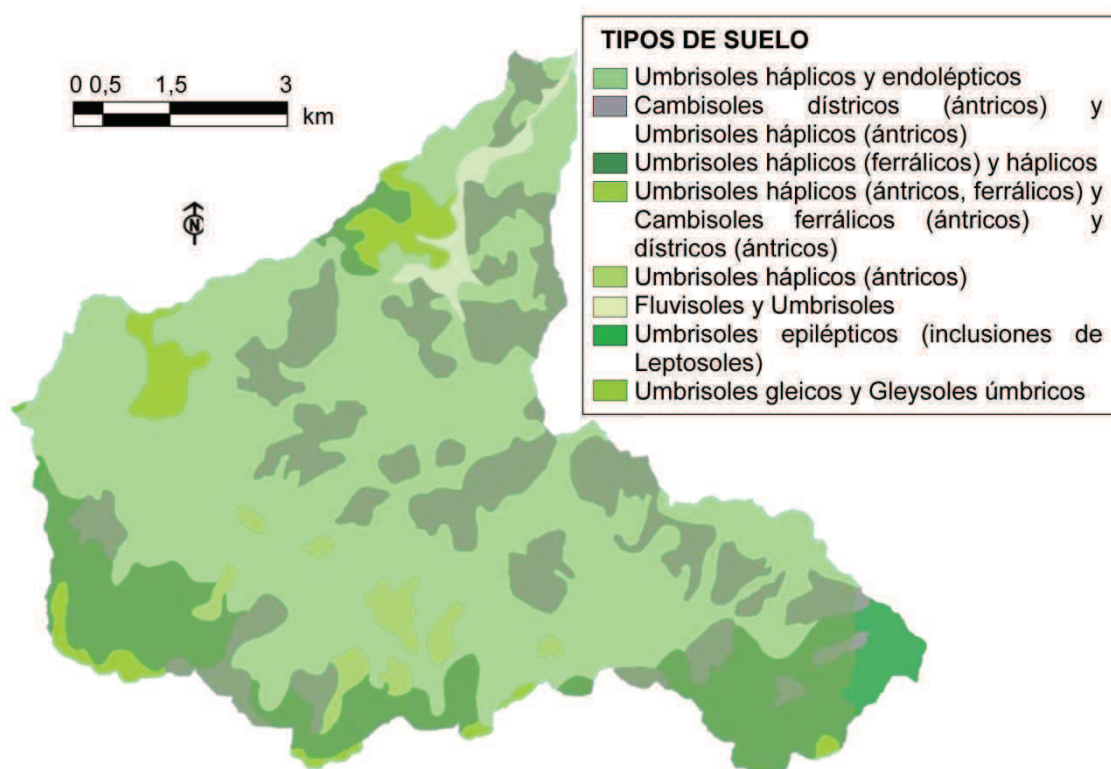 0 0,5 1,5 3
km
N
TIPOS DE SUELO
Umbrisoles háplicos y endolépticos
Cambisoles dístricos (ántricos) y
Umbrisoles háplicos (ántricos)
Umbrisoles háplicos (ferrálicos) y háplicos
Umbrisoles háplicos (ántricos, ferrálicos) y
Cambisoles ferrálicos (ántricos) y
dístricos (ántricos)
Umbrisoles háplicos (ántricos)
Fluvisoles y Umbrisoles
Umbrisoles epilépticos (inclusiones de
Leptosoles)
Umbrisoles gleicos y Gleysoles úmbricos